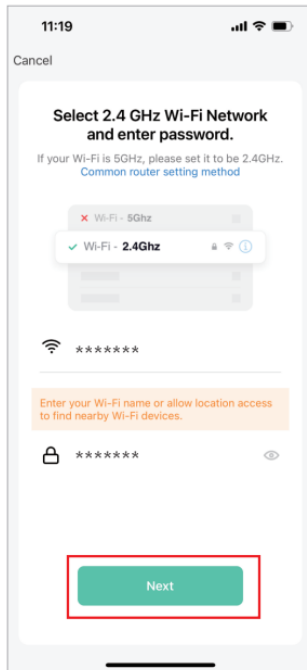 11:19
Cancel
Select 2.4 GHz Wi-Fi Network
and enter password.
If your Wi-Fi is 5GHz, please set it to be 2.4GHz.
Common router setting method
Wi-Fi - 5Ghz
Wi-Fi - 2.4Ghz
*******
Enter your Wi-Fi name or allow location access
to find nearby Wi-Fi devices.
*******
Next